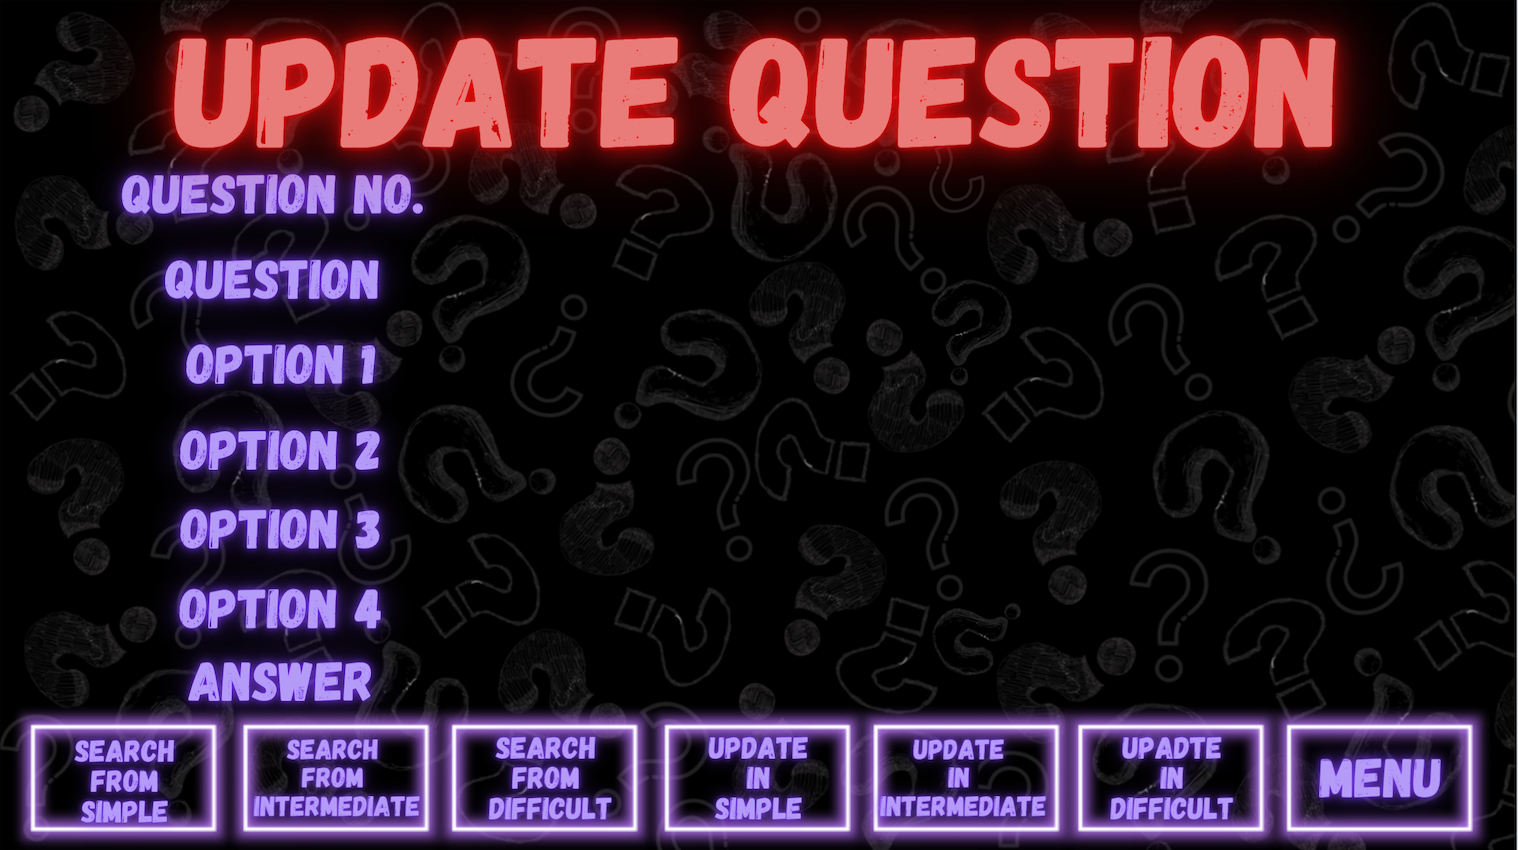 UPDATE QUESTION
QUESTION NO.
QUESTION
OPTION 1
OPTION 2
OPTION 3
OPTION 4
ANSWER
SEARCH
FROM
SIMPLE
SEARCH
FROM
INTERMEDIATE
SEARCH
FROM
DIFFICULT
UPDATE
IN
SIMPLE
UPDATE
IN
INTERMEDIATE
UPADTE
IN
DIFFICULT
MENU